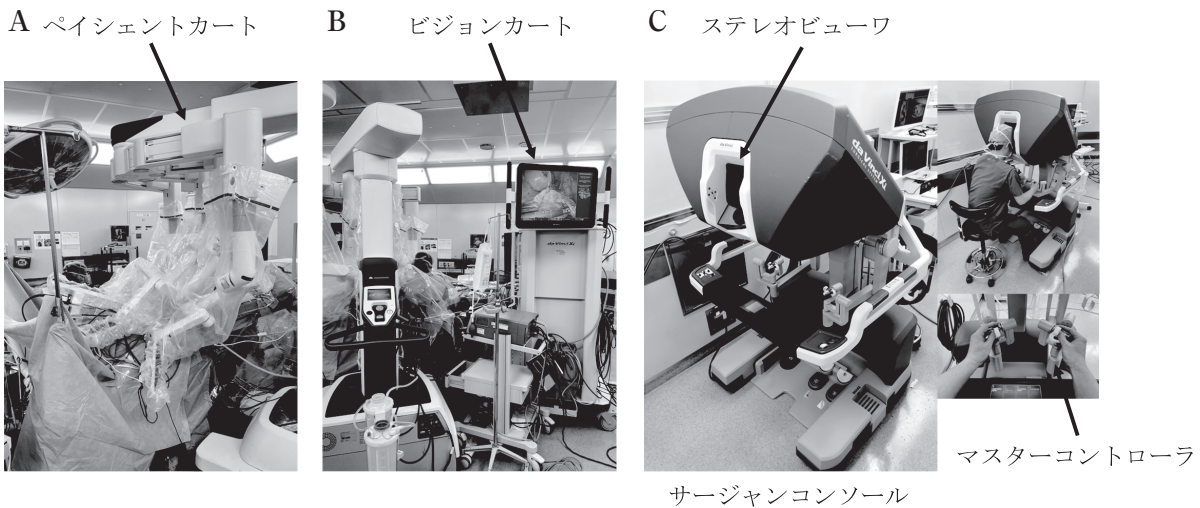 A ペイシェントカート
B ビジョンカート
C ステレオビューワ
da Vinci Xi
da Vinci Xi
マスターコントローラ
サージャンコンソール